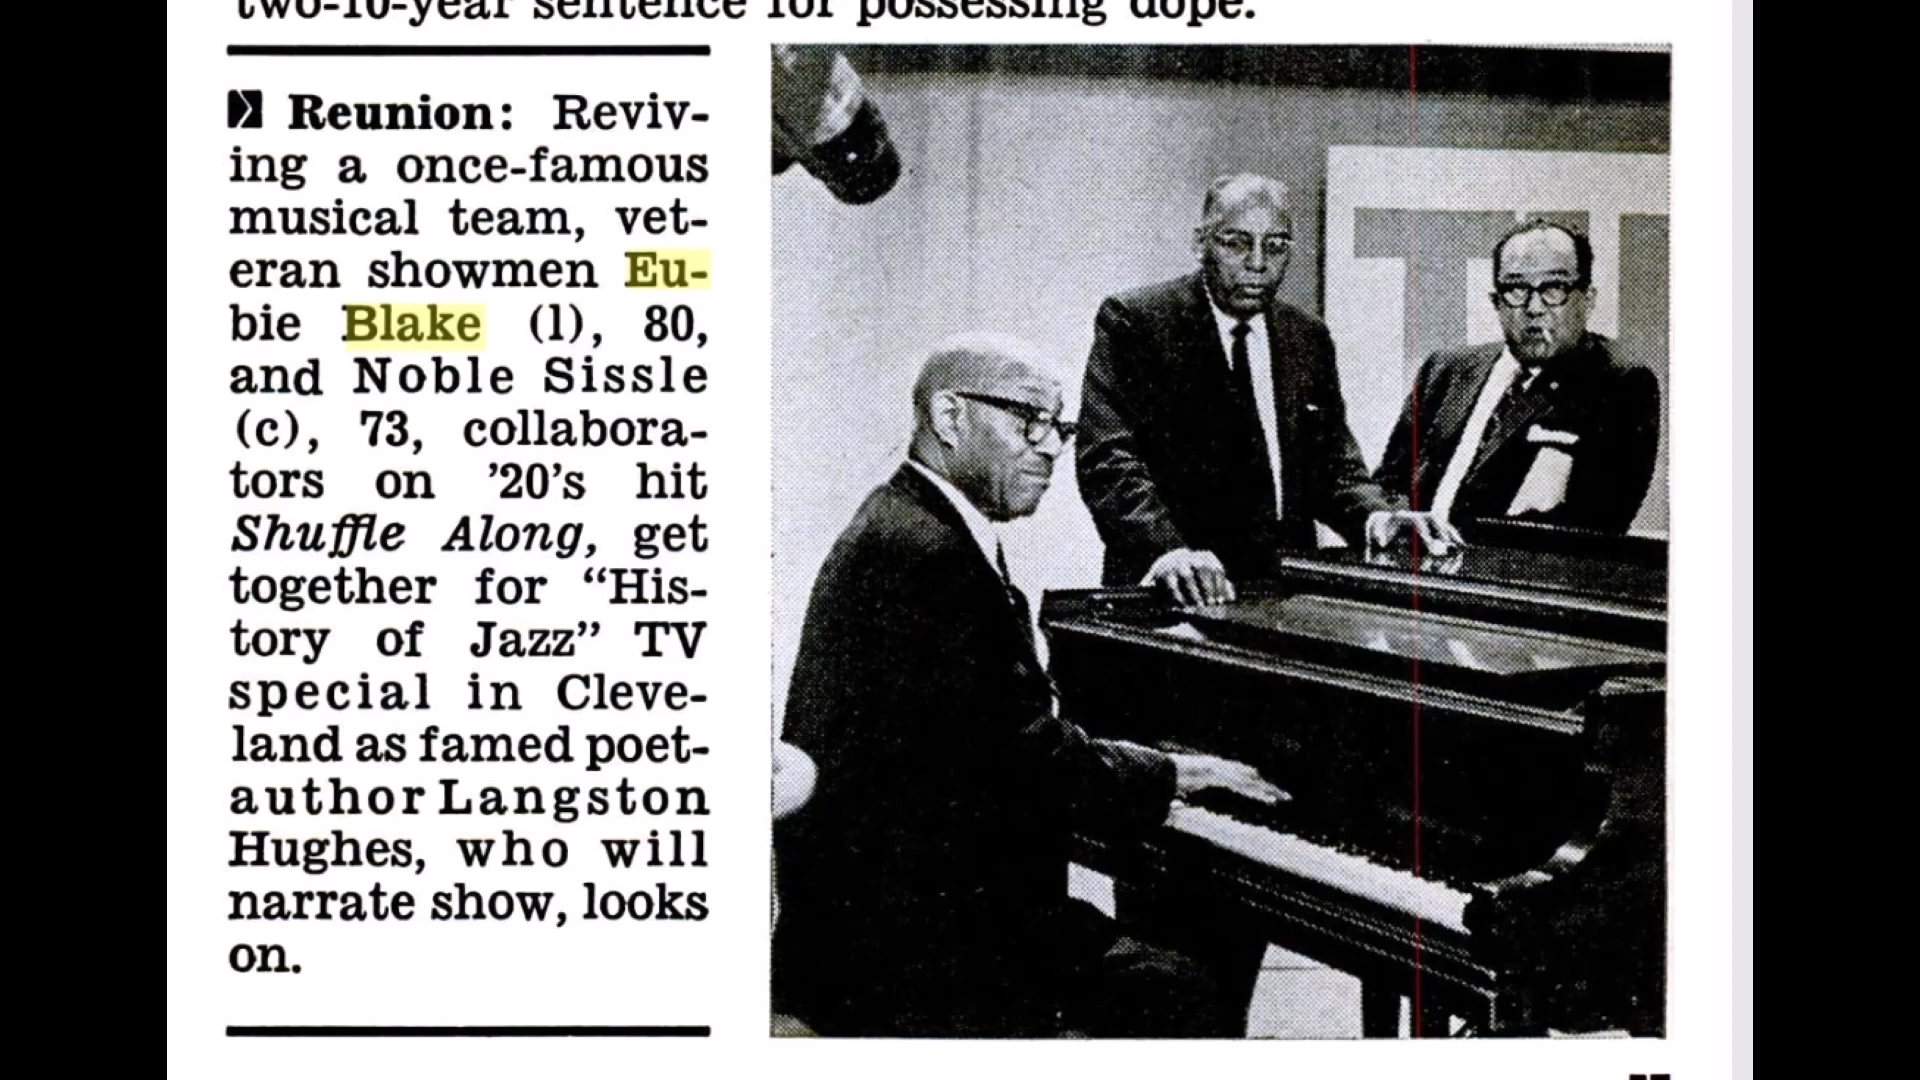 two-10-year sentence for possessing dope.
Reunion: Reviv-
ing a once-famous
musical team, vet-
eran showmen Eu-
bie Blake (l), 80,
and Noble Sissle
(c), 73, collabora-
tors on ’20’s hit
Shuffle Along, get
together for “His-
tory of Jazz” TV
special in Cleve-
land as famed poet-
author Langston
Hughes, who will
narrate show, looks
on.